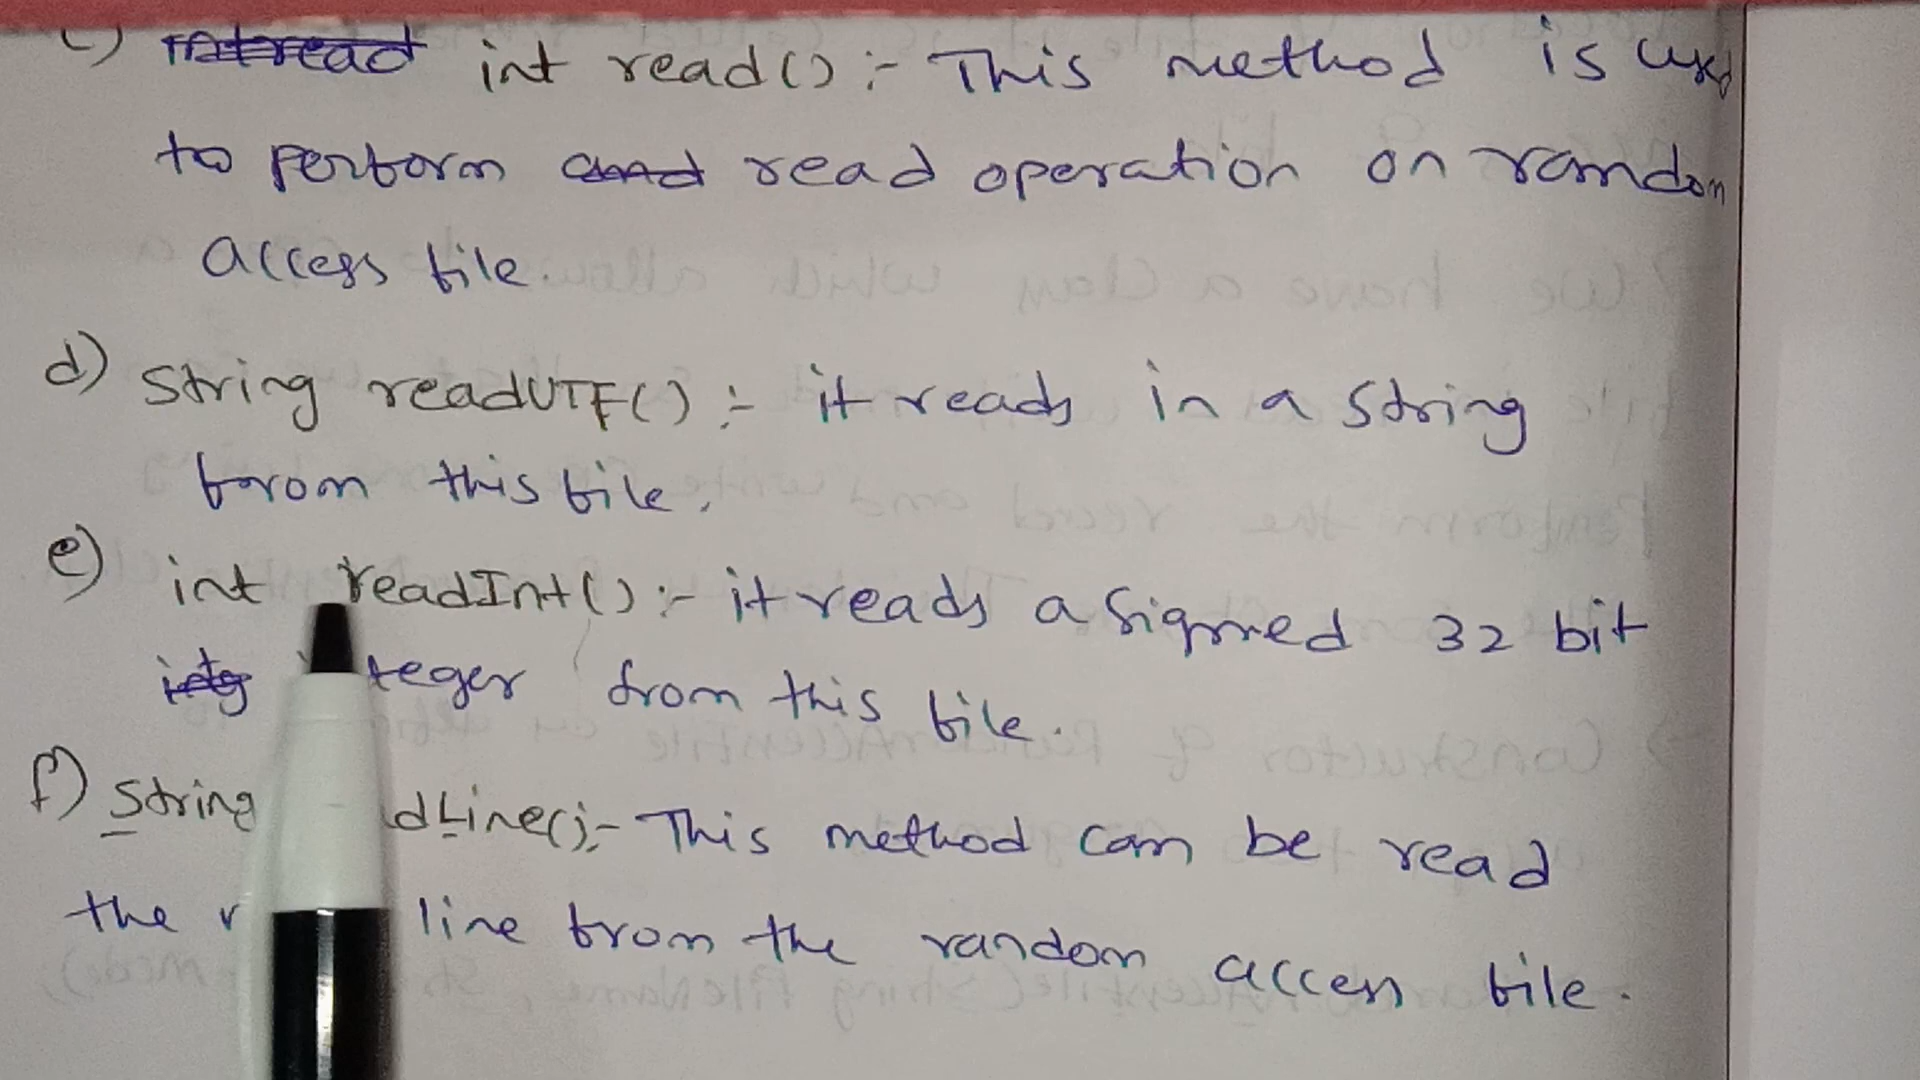 c) int read() :- This method is used
to perform read operation on random
access file.
d) String readUTF() :- it reads in a string
from this file.
e) int readInt() :- it reads a signed 32 bit
teger from this file.
f) String dLine():- This method can be read
the line from the random access file.